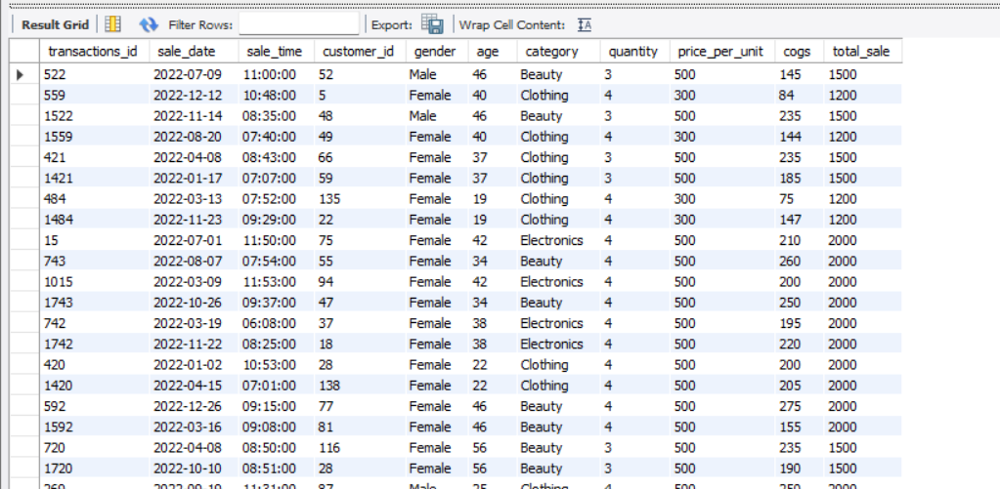 Result Grid Filter Rows: Export: Wrap Cell Content: IA
transactions_id sale_date sale_time customer_id gender age category quantity price_per_unit cogs total_sale
522 2022-07-09 11:00:00 52 Male 46 Beauty 3 500 145 1500
559 2022-12-12 10:48:00 5 Female 40 Clothing 4 300 84 1200
1522 2022-11-14 08:35:00 48 Male 46 Beauty 3 500 235 1500
1559 2022-08-20 07:40:00 49 Female 40 Clothing 4 300 144 1200
421 2022-04-08 08:43:00 66 Female 37 Clothing 3 500 235 1500
1421 2022-01-17 07:07:00 59 Female 37 Clothing 3 500 185 1500
484 2022-03-13 07:52:00 135 Female 19 Clothing 4 300 75 1200
1484 2022-11-23 09:29:00 22 Female 19 Clothing 4 300 147 1200
15 2022-07-01 11:50:00 75 Female 42 Electronics 4 500 210 2000
743 2022-08-07 07:54:00 55 Female 34 Beauty 4 500 260 2000
1015 2022-03-09 11:53:00 94 Female 42 Electronics 4 500 200 2000
1743 2022-10-26 09:37:00 47 Female 34 Beauty 4 500 250 2000
742 2022-03-19 06:08:00 37 Female 38 Electronics 4 500 195 2000
1742 2022-11-22 08:25:00 18 Female 38 Electronics 4 500 220 2000
420 2022-01-02 10:53:00 28 Female 22 Clothing 4 500 200 2000
1420 2022-04-15 07:01:00 138 Female 22 Clothing 4 500 205 2000
592 2022-12-26 09:15:00 77 Female 46 Beauty 4 500 275 2000
1592 2022-03-16 09:08:00 81 Female 46 Beauty 4 500 155 2000
720 2022-04-08 08:50:00 116 Female 56 Beauty 3 500 235 1500
1720 2022-10-10 08:51:00 28 Female 56 Beauty 3 500 190 1500